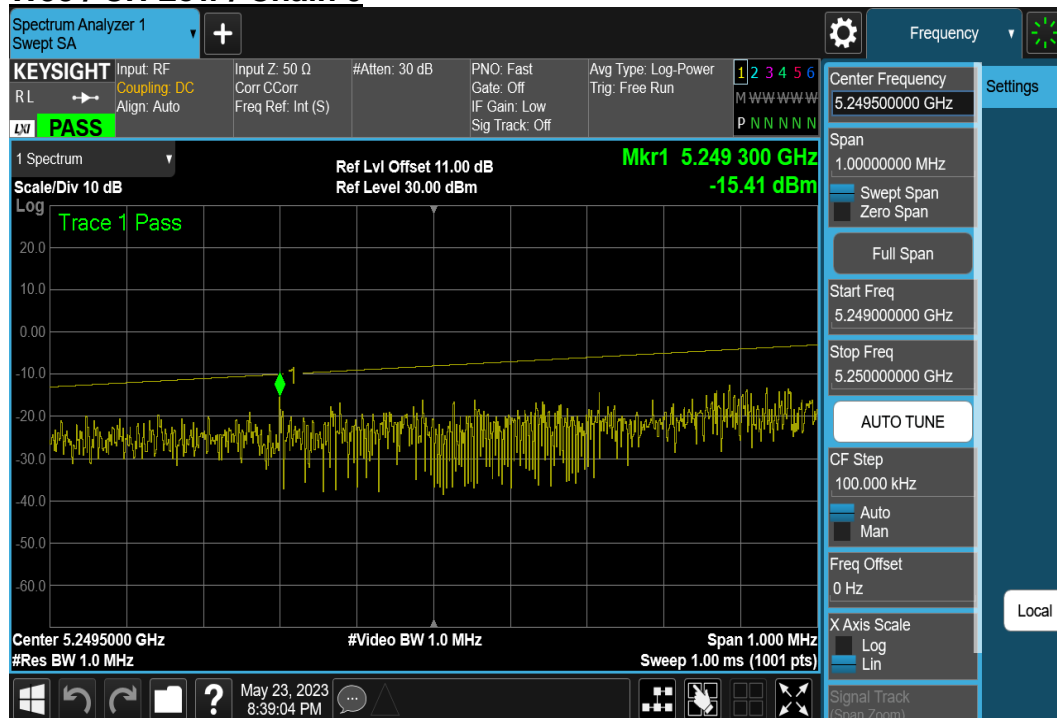 Spectrum Analyzer 1
Swept SA
Frequency
KEYSIGHT
Input: RF
Input Z: 50 Ω
#Atten: 30 dB
PNO: Fast
Avg Type: Log-Power
1 2 3 4 5 6
RL
Coupling: DC
Corr CCorr
Gate: Off
Trig: Free Run
M W W W W W
Align: Auto
Freq Ref: Int (S)
IF Gain: Low
LXI
PASS
Sig Track: Off
P N N N N N
1 Spectrum
Ref Lvl Offset 11.00 dB
Mkr1 5.249 300 GHz
Scale/Div 10 dB
Ref Level 30.00 dBm
-15.41 dBm
Log
Trace 1 Pass
20.0
10.0
0.00
-10.0
1
-20.0
-30.0
-40.0
-50.0
-60.0
Center 5.2495000 GHz
#Video BW 1.0 MHz
Span 1.000 MHz
#Res BW 1.0 MHz
Sweep 1.00 ms (1001 pts)
May 23, 2023
8:39:04 PM
Center Frequency
5.249500000 GHz
Settings
Span
1.00000000 MHz
Swept Span
Zero Span
Full Span
Start Freq
5.249000000 GHz
Stop Freq
5.250000000 GHz
AUTO TUNE
CF Step
100.000 kHz
Auto
Man
Freq Offset
0 Hz
Local
X Axis Scale
Log
Lin
Signal Track
(Span Zoom)